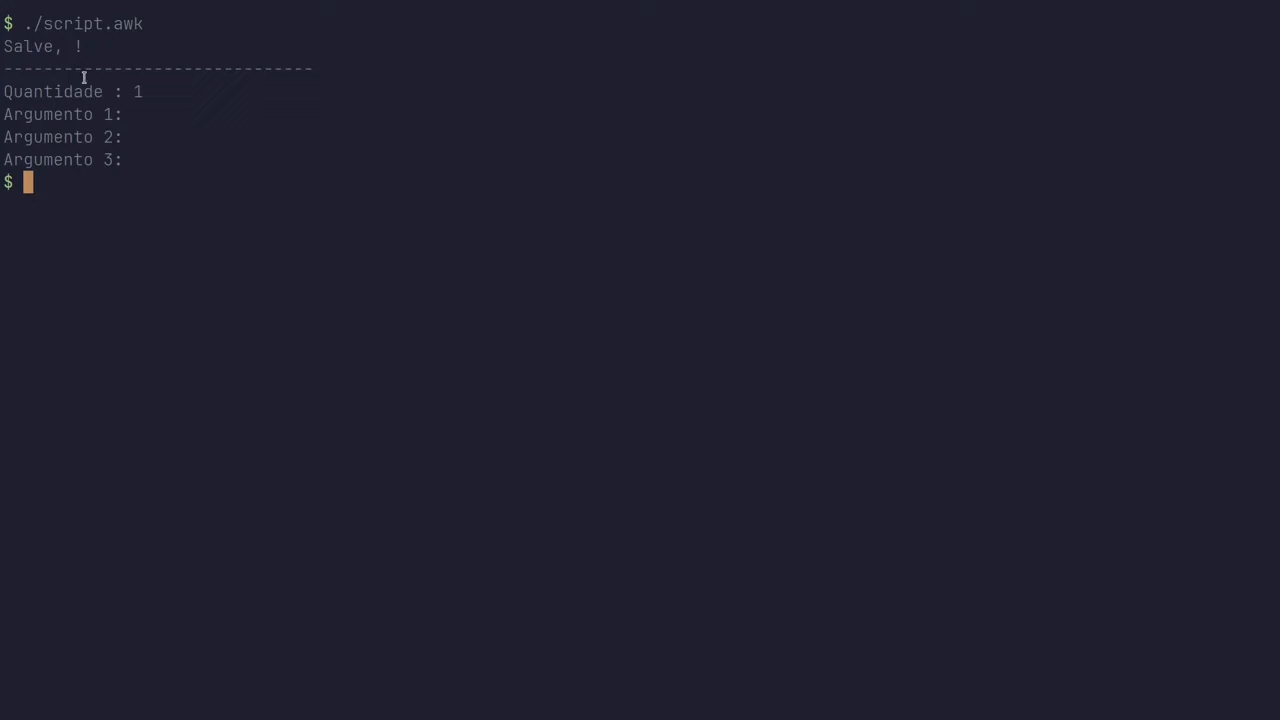 $ ./script.awk
Salve, !
-------------------------------
Quantidade : 1
Argumento 1:
Argumento 2:
Argumento 3:
$